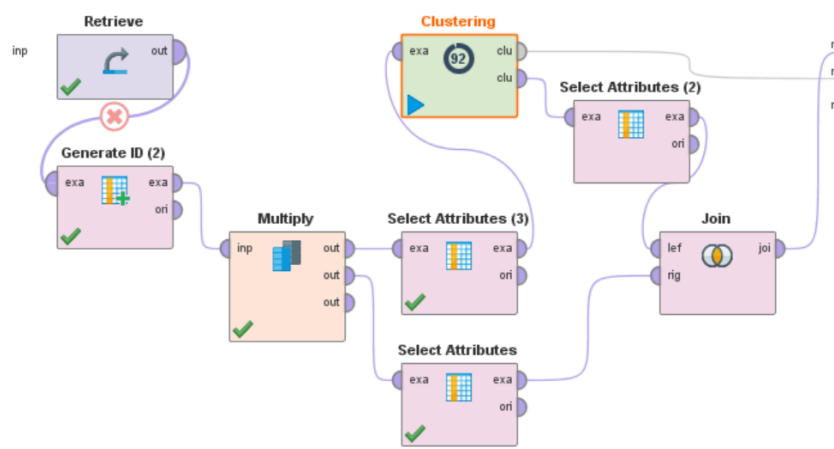 Retrieve
inp
out
Generate ID (2)
exa
exa
ori
Multiply
inp
out
out
out
Select Attributes (3)
exa
exa
ori
Select Attributes
exa
exa
ori
Clustering
exa
92
clu
clu
Select Attributes (2)
exa
exa
ori
Join
lef
rig
joi